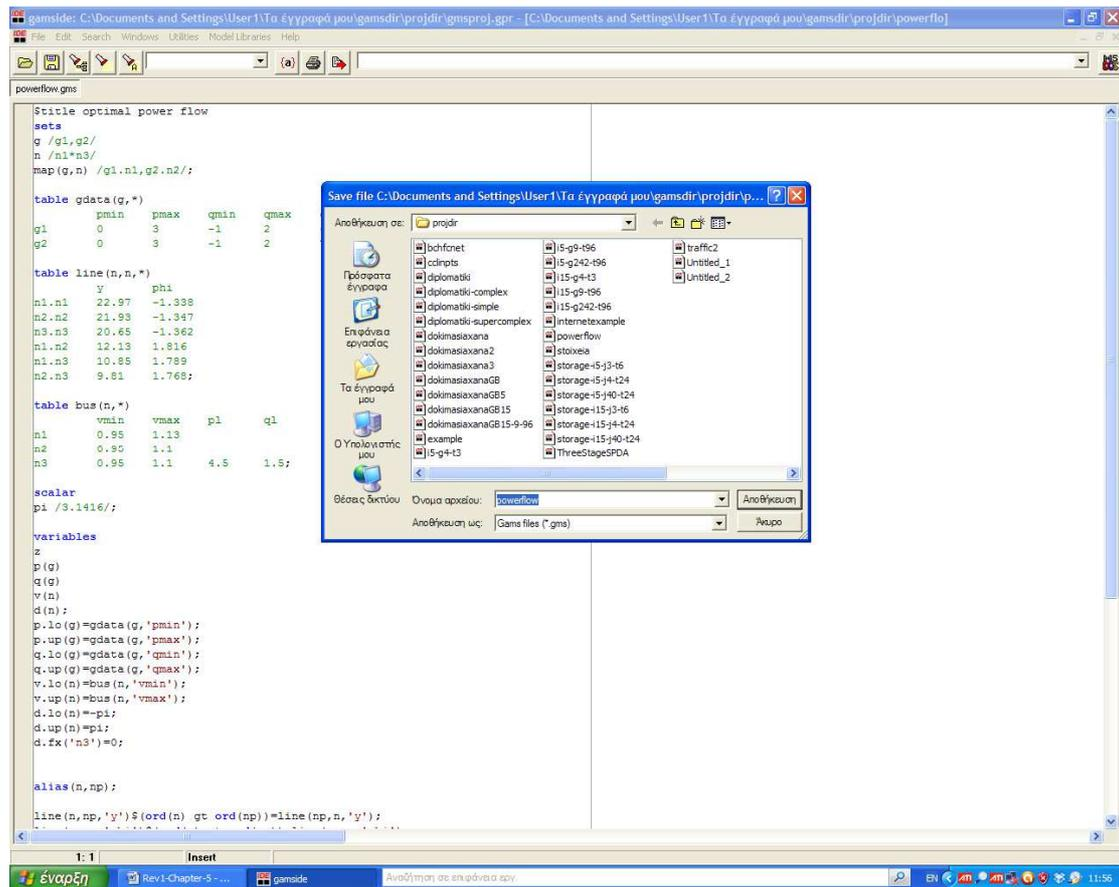 gamside: C:\Documents and Settings\User1\Τα έγγραφά μου\gamsdir\projdir\gmsproj.gpr - [C:\Documents and Settings\User1\Τα έγγραφά μου\gamsdir\projdir\powerflo]
IDE File Edit Search Windows Utilities Model Libraries Help
{a}
powerflow.gms
$title optimal power flow
sets
g /g1,g2/
n /n1*n3/
map(g,n) /g1.n1,g2.n2/;
table gdata(g,*)
pmin pmax qmin qmax
g1 0 3 -1 2
g2 0 3 -1 2
table line(n,n,*)
y phi
n1.n1 22.97 -1.338
n2.n2 21.93 -1.347
n3.n3 20.65 -1.362
n1.n2 12.13 1.816
n1.n3 10.85 1.789
n2.n3 9.81 1.768;
table bus(n,*)
vmin vmax pl ql
n1 0.95 1.13
n2 0.95 1.1
n3 0.95 1.1 4.5 1.5;
scalar
pi /3.1416/;
variables
z
p(g)
q(g)
v(n)
d(n);
p.lo(g)=gdata(g,'pmin');
p.up(g)=gdata(g,'pmax');
q.lo(g)=gdata(g,'qmin');
q.up(g)=gdata(g,'qmax');
v.lo(n)=bus(n,'vmin');
v.up(n)=bus(n,'vmax');
d.lo(n)=-pi;
d.up(n)=pi;
d.fx('n3')=0;
alias(n,np);
line(n,np,'y')$(ord(n) gt ord(np))=line(np,n,'y');
Save file C:\Documents and Settings\User1\Τα έγγραφά μου\gamsdir\projdir\p...
Αποθήκευση σε: projdir
Πρόσφατα έγγραφα
Επιφάνεια εργασίας
Τα έγγραφά μου
Ο Υπολογιστής μου
Θέσεις δικτύου
bchfcnet
cclinpts
diplomatiki
diplomatiki-complex
diplomatiki-simple
diplomatiki-supercomplex
dokimasiaxana
dokimasiaxana2
dokimasiaxana3
dokimasiaxanaGB
dokimasiaxanaGB5
dokimasiaxanaGB15
dokimasiaxanaGB15-9-96
example
i5-g4-t3
i5-g9-t96
i5-g242-t96
i15-g4-t3
i15-g9-t96
i15-g242-t96
internetexample
powerflow
stoixeia
storage-i5-j3-t6
storage-i5-j4-t24
storage-i5-j40-t24
storage-i15-j3-t6
storage-i15-j4-t24
storage-i15-j40-t24
ThreeStageSPDA
traffic2
Untitled_1
Untitled_2
Όνομα αρχείου: powerflow Αποθήκευση
Αποθήκευση ως: Gams files (*.gms) Άκυρο
1: 1 Insert
έναρξη Rev1-Chapter-5 - ... gamside Αναζήτηση σε επιφάνεια εργ. EN 11:56